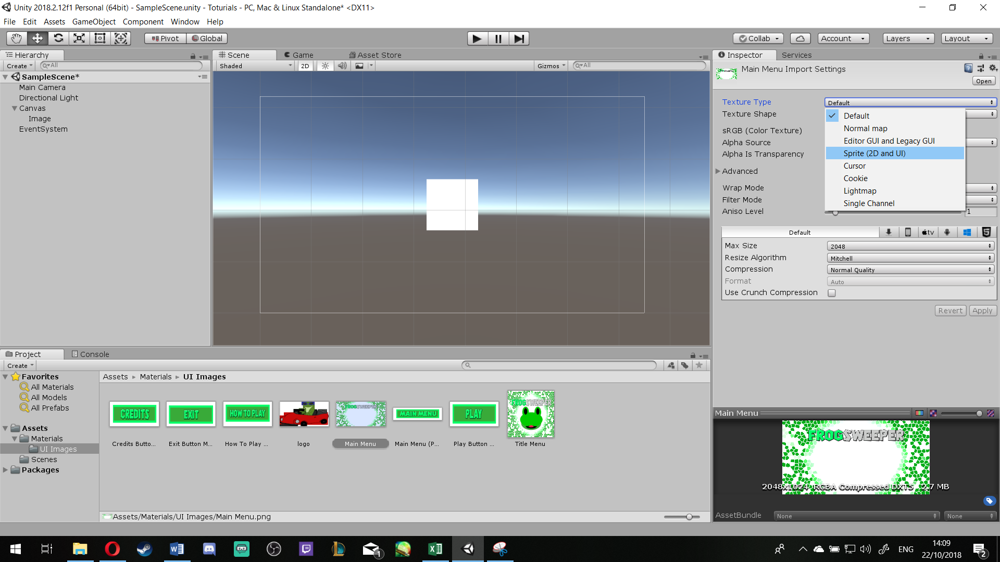 Unity 2018.2.12f1 Personal (64bit) - SampleScene.unity - Toturials - PC, Mac & Linux Standalone* <DX11>
File Edit Assets GameObject Component Window Help
Pivot Global Collab Account Layers Layout
Hierarchy
Create All
SampleScene*
Main Camera
Directional Light
Canvas
Image
EventSystem
Scene Game Asset Store
Shaded 2D Gizmos All
Inspector Services
Main Menu Import Settings
Open
Texture Type Default
Texture Shape
sRGB (Color Texture)
Alpha Source
Alpha Is Transparency
Advanced
Wrap Mode
Filter Mode
Aniso Level 1
Default
Normal map
Editor GUI and Legacy GUI
Sprite (2D and UI)
Cursor
Cookie
Lightmap
Single Channel
Default tv
Max Size 2048
Resize Algorithm Mitchell
Compression Normal Quality
Format Auto
Use Crunch Compression
Revert Apply
Project Console
Create
Favorites
All Materials
All Models
All Prefabs
Assets
Materials
UI Images
Scenes
Packages
Assets Materials UI Images
CREDITS EXIT HOW TO PLAY FROGSWEEPER MAIN MENU PLAY FROGSWEEPER
Credits Butto... Exit Button M... How To Play ... logo Main Menu Main Menu (P... Play Button ... Title Menu
Assets/Materials/UI Images/Main Menu.png
Main Menu
FROGSWEEPER
2048x1024 RGBA Compressed DXT5 2.7 MB
AssetBundle None None
1
ENG
14:09
22/10/2018
2